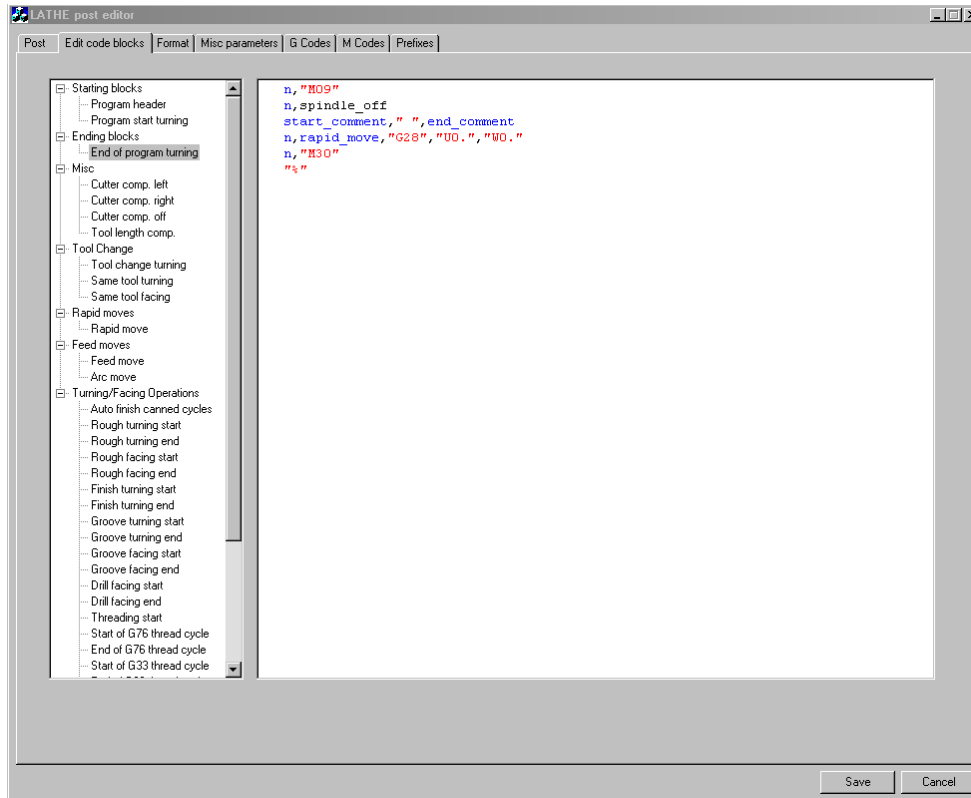 LATHE post editor
Post Edit code blocks Format Misc parameters G Codes M Codes Prefixes
Starting blocks
Program header
Program start turning
Ending blocks
End of program turning
Misc
Cutter comp. left
Cutter comp. right
Cutter comp. off
Tool length comp.
Tool Change
Tool change turning
Same tool turning
Same tool facing
Rapid moves
Rapid move
Feed moves
Feed move
Arc move
Turning/Facing Operations
Auto finish canned cycles
Rough turning start
Rough turning end
Rough facing start
Rough facing end
Finish turning start
Finish turning end
Groove turning start
Groove turning end
Groove facing start
Groove facing end
Drill facing start
Drill facing end
Threading start
Start of G76 thread cycle
End of G76 thread cycle
Start of G33 thread cycle
n,"M09"
n,spindle_off
start_comment," ",end_comment
n,rapid_move,"G28","U0.","W0."
n,"M30"
"%"
Save Cancel